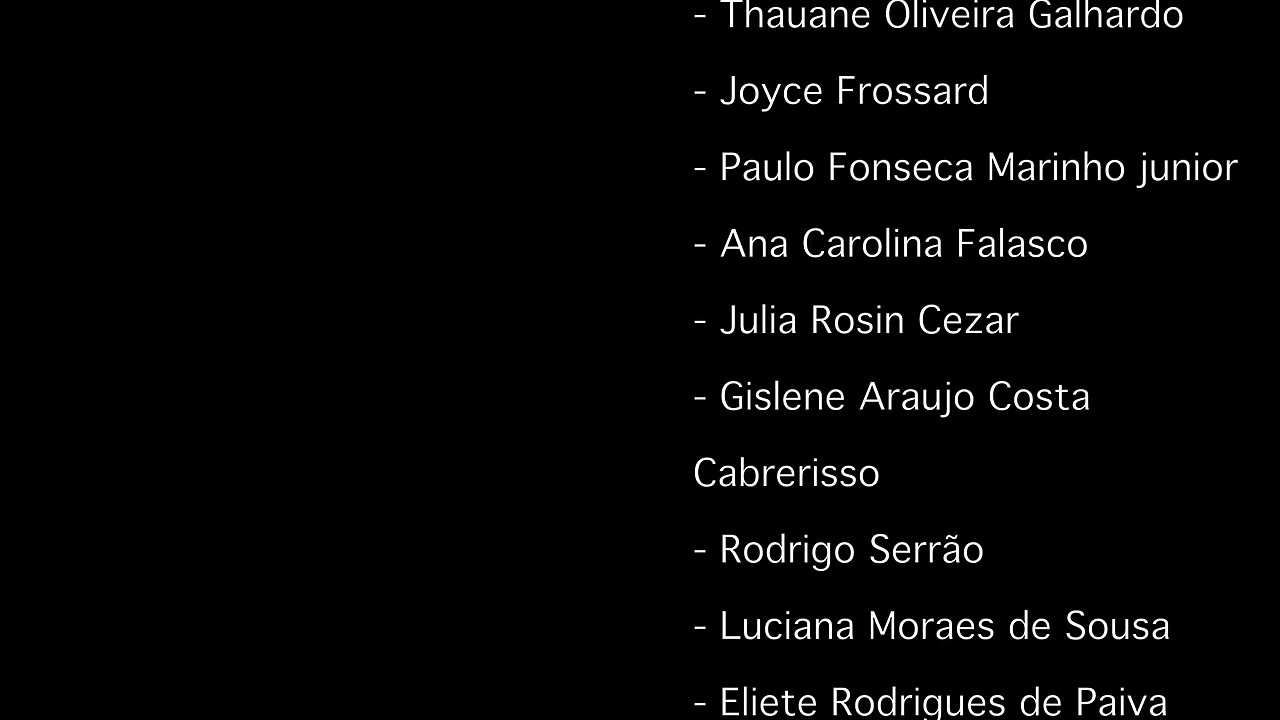 - Thauane Oliveira Galhardo
- Joyce Frossard
- Paulo Fonseca Marinho junior
- Ana Carolina Falasco
- Julia Rosin Cezar
- Gislene Araujo Costa
Cabrerisso
- Rodrigo Serrão
- Luciana Moraes de Sousa
- Eliete Rodrigues de Paiva